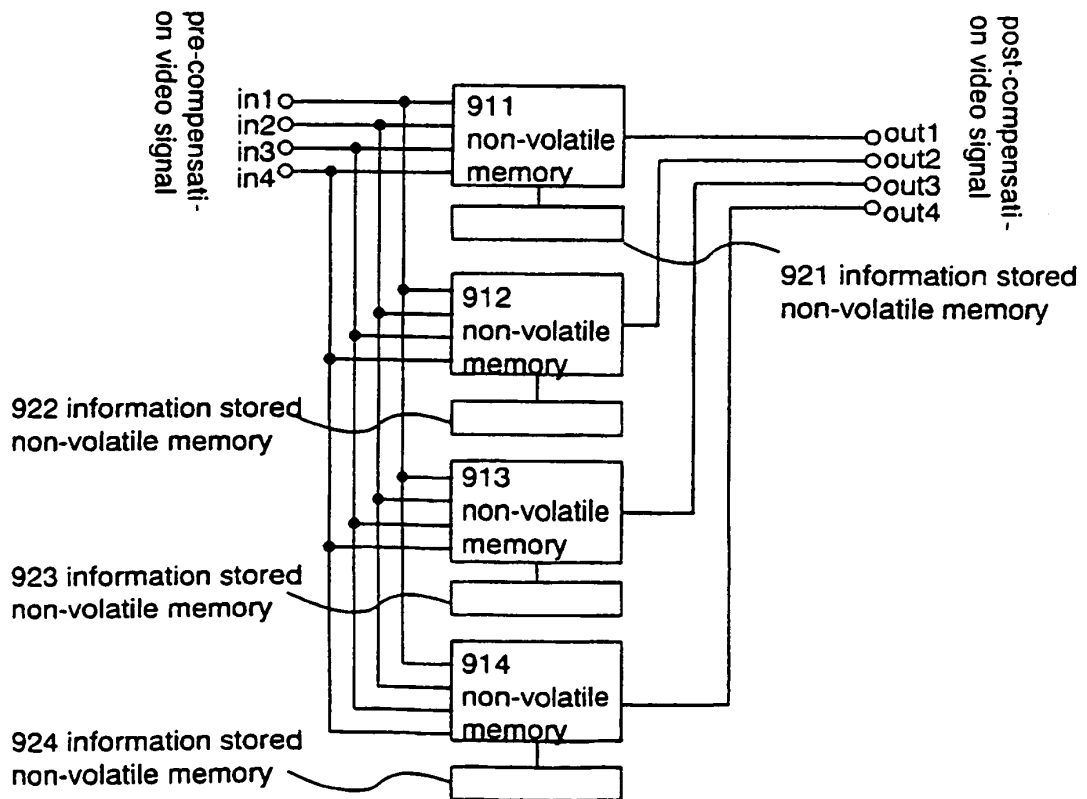 pre-compensati-
on video signal
post-compensati-
on video signal
in1
in2
in3
in4
911
non-volatile
memory
out1
out2
out3
out4
921 information stored
non-volatile memory
912
non-volatile
memory
922 information stored
non-volatile memory
913
non-volatile
memory
923 information stored
non-volatile memory
914
non-volatile
memory
924 information stored
non-volatile memory